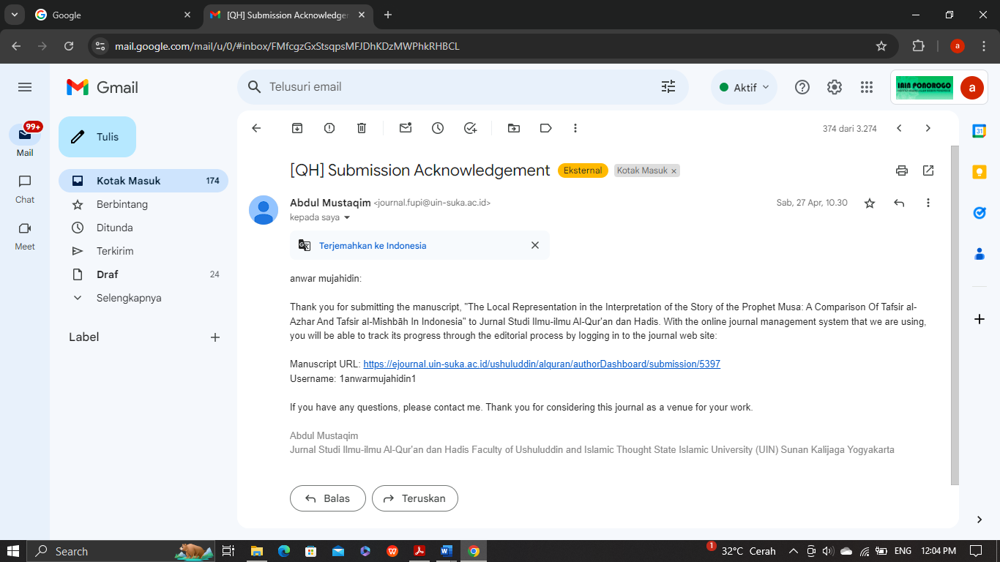 Google
[QH] Submission Acknowledge
mail.google.com/mail/u/0/#inbox/FMfcgzGxStsqpsMFJDhKDzMWPhkRHBCL
a
Gmail
Telusuri email
Aktif
IAIN PONOROGO
a
99+
Mail
Chat
Meet
Tulis
Kotak Masuk 174
Berbintang
Ditunda
Terkirim
Draf 24
Selengkapnya
Label
374 dari 3.274
31
[QH] Submission Acknowledgement Eksternal Kotak Masuk ×
Abdul Mustaqim <journal.fupi@uin-suka.ac.id> Sab, 27 Apr, 10.30
kepada saya
Terjemahkan ke Indonesia
anwar mujahidin:
Thank you for submitting the manuscript, "The Local Representation in the Interpretation of the Story of the Prophet Musa: A Comparison Of Tafsir al-
Azhar And Tafsir al-Mishbāh In Indonesia" to Jurnal Studi Ilmu-ilmu Al-Qur'an dan Hadis. With the online journal management system that we are using,
you will be able to track its progress through the editorial process by logging in to the journal web site:
Manuscript URL: https://ejournal.uin-suka.ac.id/ushuluddin/alquran/authorDashboard/submission/5397
Username: 1anwarmujahidin1
If you have any questions, please contact me. Thank you for considering this journal as a venue for your work.
Abdul Mustaqim
Jurnal Studi Ilmu-ilmu Al-Qur'an dan Hadis Faculty of Ushuluddin and Islamic Thought State Islamic University (UIN) Sunan Kalijaga Yogyakarta
Balas
Teruskan
Search
1
32°C Cerah
ENG
12:04 PM